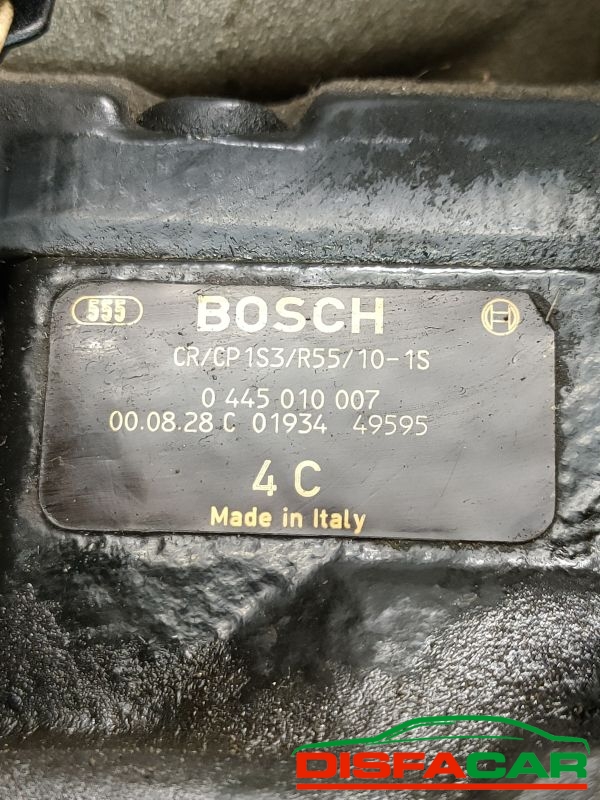 555 BOSCH
CR/CP1S3/R55/10-1S
0 445 010 007
00.08.28 C 01934 49595
4 C
Made in Italy
DISFACAR